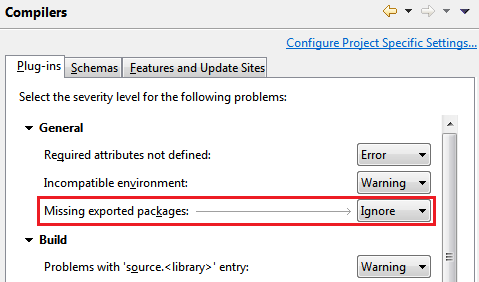 Compilers
Configure Project Specific Settings...
Plug-ins Schemas Features and Update Sites
Select the severity level for the following problems:
General
Required attributes not defined: Error
Incompatible environment: Warning
Missing exported packages: Ignore
Build
Problems with 'source.<library>' entry: Warning